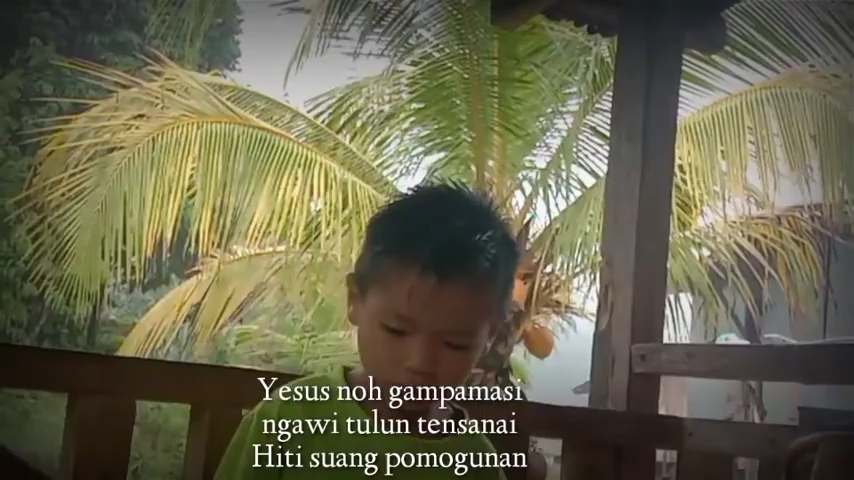 Yesus noh gampamasi
ngawi tulun tensanai
Hiti suang pomogunan